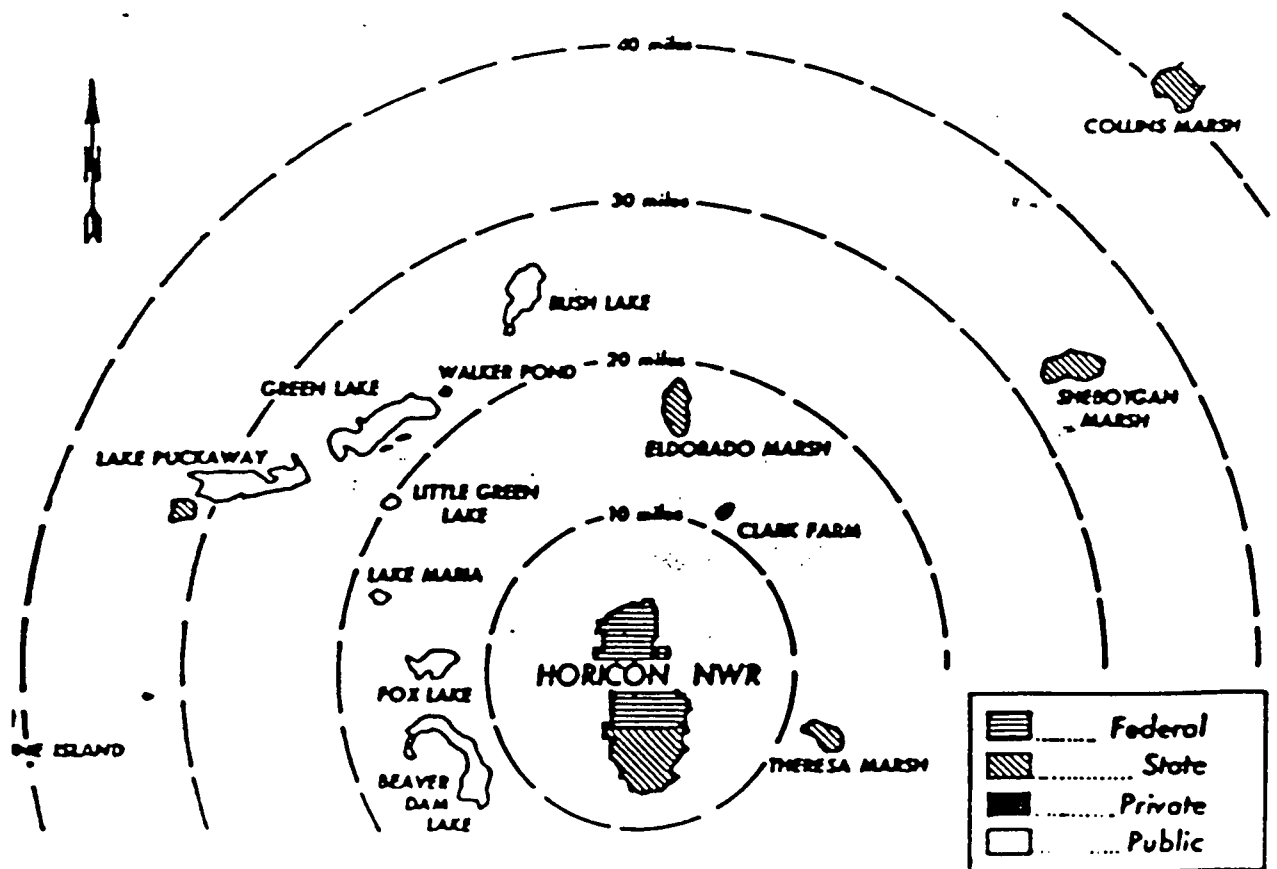 40 miles
COLLINS MARSH
N
30 miles
BUSH LAKE
20 miles
WALKER POND
GREEN LAKE
SHEBOYGAN
MARSH
LAKE PUCKAWAY
ELDORADO MARSH
LITTLE GREEN
LAKE
10 miles
CLARK FARM
LAKE MARIA
HORICON NWR
FOX LAKE
INE ISLAND
BEAVER
DAM
LAKE
THERESA MARSH
Federal
State
Private
Public